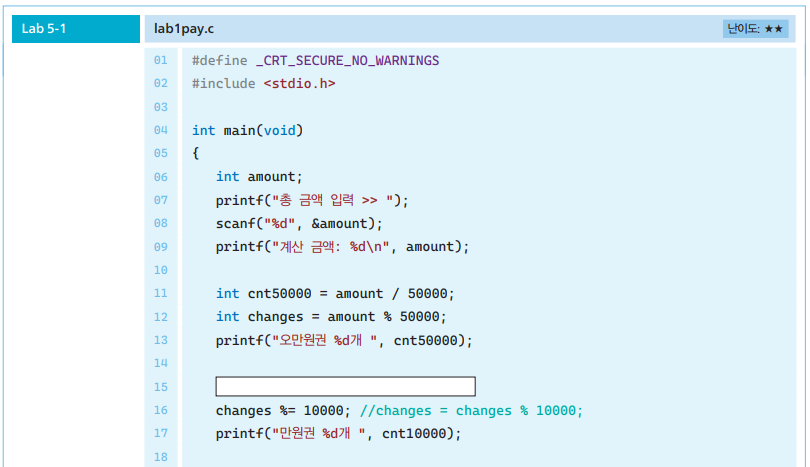 Lab 5-1 lab1pay.c 난이도: ★★
01 #define _CRT_SECURE_NO_WARNINGS
02 #include <stdio.h>
03
04 int main(void)
05 {
06 int amount;
07 printf("총 금액 입력 >> ");
08 scanf("%d", &amount);
09 printf("계산 금액: %d\n", amount);
10
11 int cnt50000 = amount / 50000;
12 int changes = amount % 50000;
13 printf("오만원권 %d개 ", cnt50000);
14
15
16 changes %= 10000; //changes = changes % 10000;
17 printf("만원권 %d개 ", cnt10000);
18